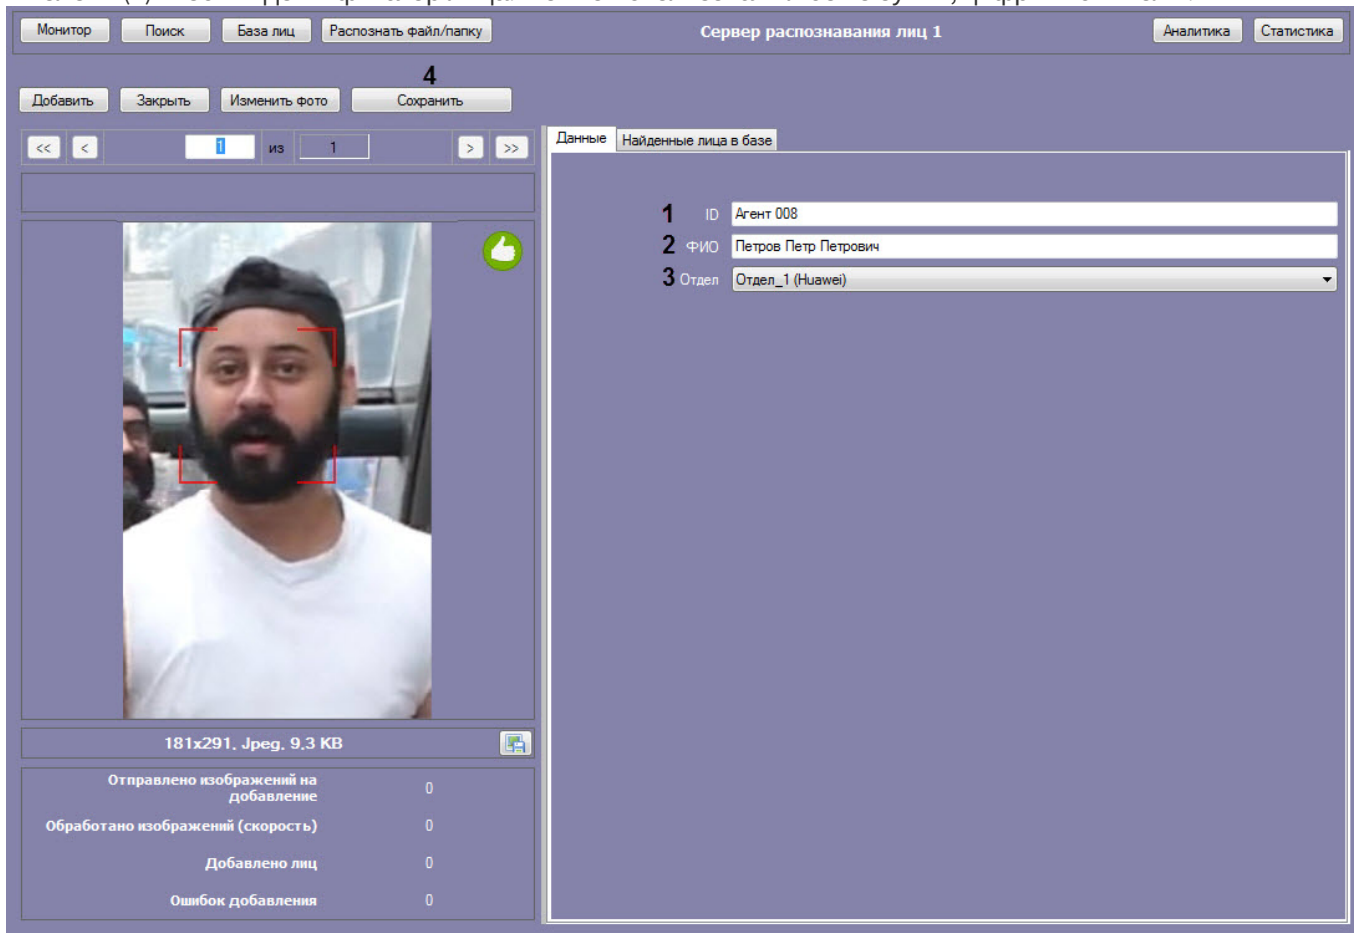 Монитор Поиск База лиц Распознать файл/папку Сервер распознавания лиц 1 Аналитика Статистика
4
Добавить Закрыть Изменить фото Сохранить
<< < 1 из 1 > >>
Данные Найденные лица в базе
1 ID Агент 008
2 ФИО Петров Петр Петрович
3 Отдел Отдел_1 (Huawei)
181x291, Jpeg, 9,3 KB
Отправлено изображений на
добавление 0
Обработано изображений (скорость) 0
Добавлено лиц 0
Ошибок добавления 0